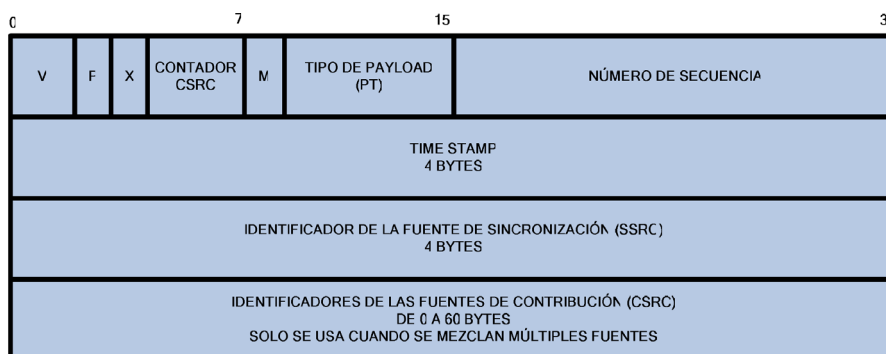 0 7 15 3
V F X CONTADOR CSRC M TIPO DE PAYLOAD (PT) NÚMERO DE SECUENCIA
TIME STAMP
4 BYTES
IDENTIFICADOR DE LA FUENTE DE SINCRONIZACIÓN (SSRC)
4 BYTES
IDENTIFICADORES DE LAS FUENTES DE CONTRIBUCIÓN (CSRC)
DE 0 A 60 BYTES
SOLO SE USA CUANDO SE MEZCLAN MÚLTIPLES FUENTES